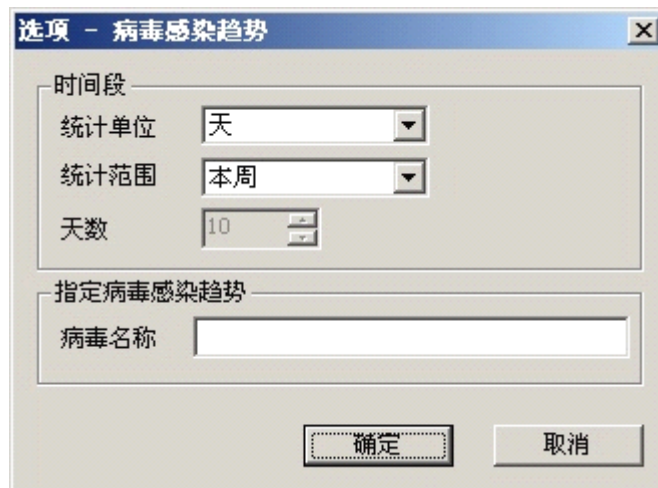 选项 - 病毒感染趋势
时间段
统计单位 天
统计范围 本周
天数 10
指定病毒感染趋势
病毒名称
确定 取消